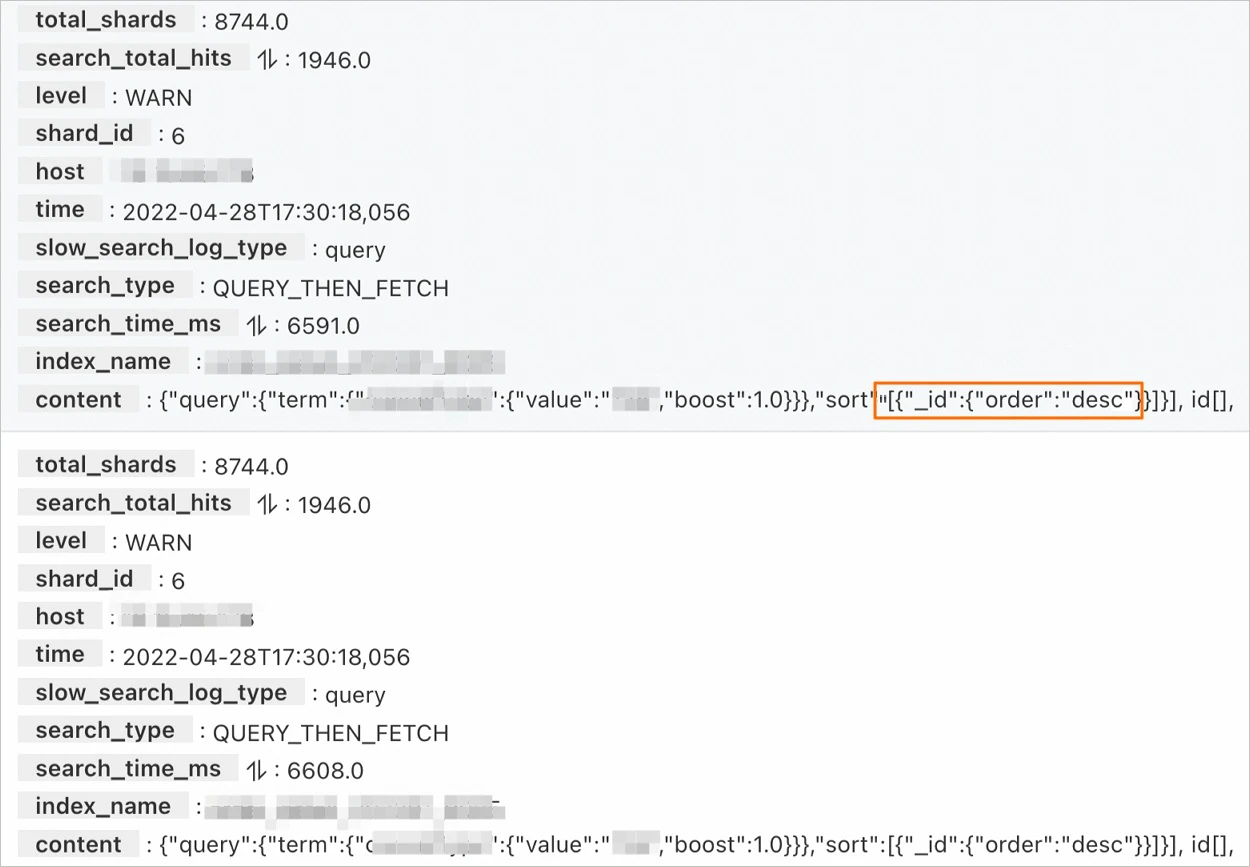 total_shards : 8744.0
search_total_hits : 1946.0
level : WARN
shard_id : 6
host
time : 2022-04-28T17:30:18,056
slow_search_log_type : query
search_type : QUERY_THEN_FETCH
search_time_ms : 6591.0
index_name :
content : {"query":{"term":{" ":{"value":" ,"boost":1.0}}},"sort":[{"_id":{"order":"desc"}}]}], id[],
total_shards : 8744.0
search_total_hits : 1946.0
level : WARN
shard_id : 6
host :
time : 2022-04-28T17:30:18,056
slow_search_log_type : query
search_type : QUERY_THEN_FETCH
search_time_ms : 6608.0
index_name :
content : {"query":{"term":{" ":{"value":" ,"boost":1.0}}},"sort":[{"_id":{"order":"desc"}}]}], id[],